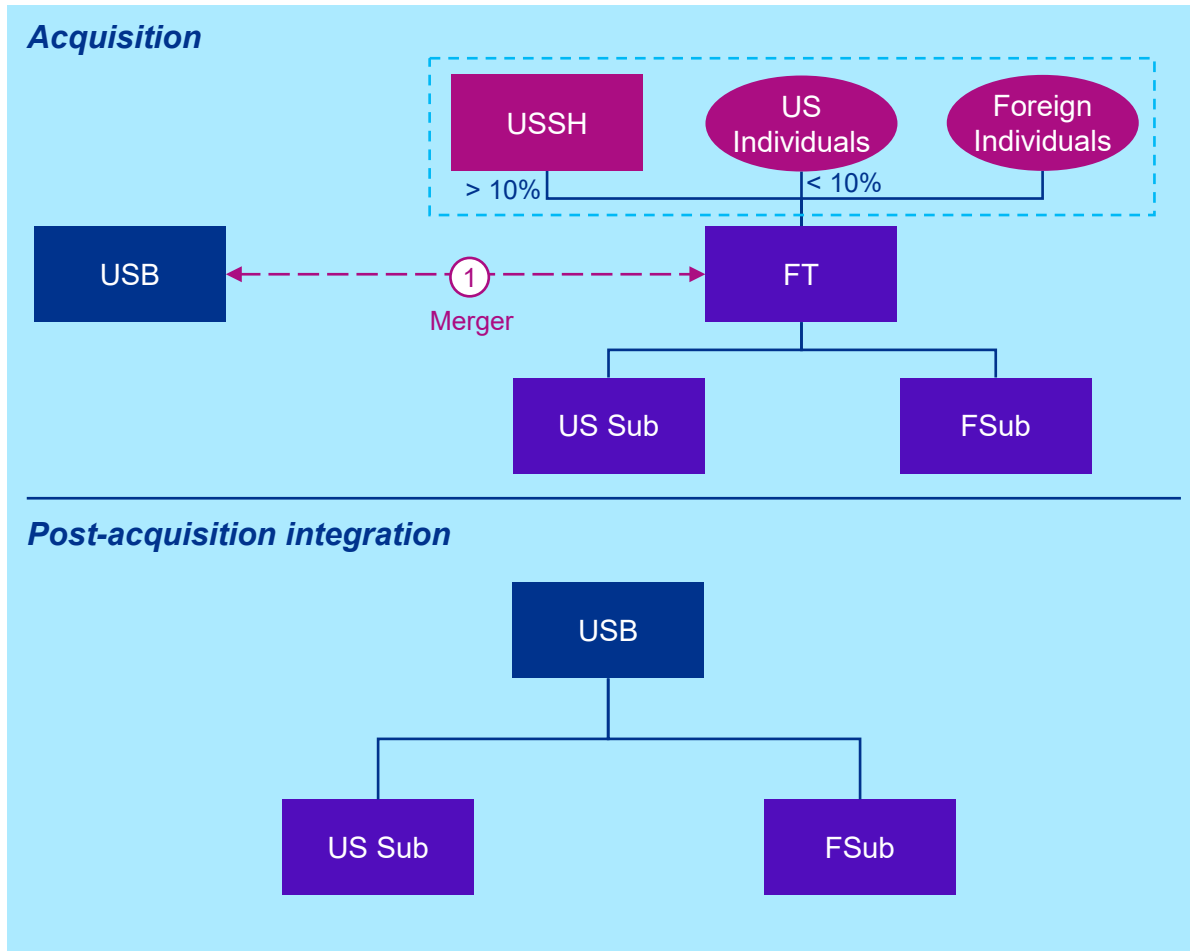 Acquisition
USSH
US
Individuals
Foreign
Individuals
> 10%
< 10%
USB
1
Merger
FT
US Sub
FSub
Post-acquisition integration
USB
US Sub
FSub